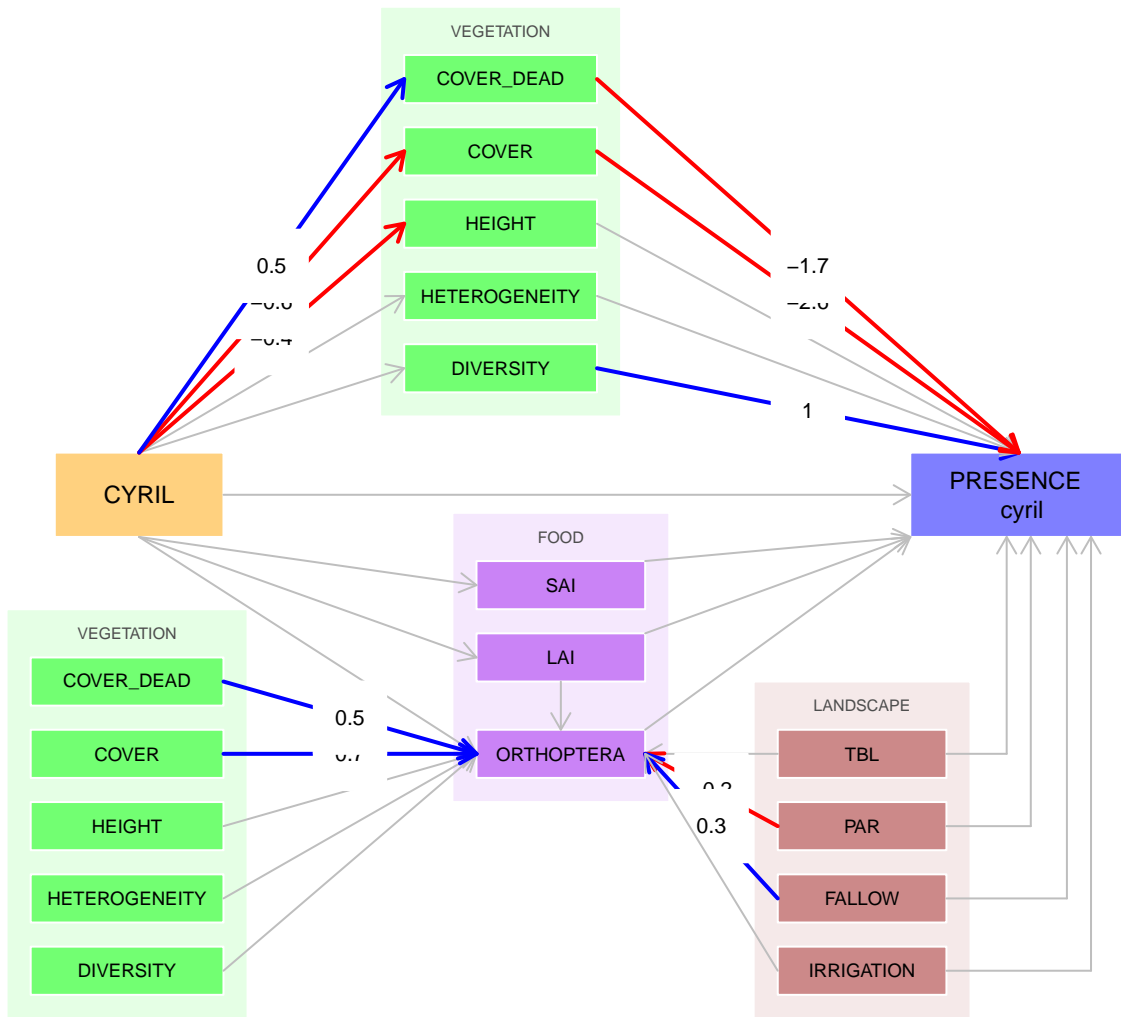 VEGETATION
COVER_DEAD
COVER
HEIGHT
HETEROGENEITY
DIVERSITY
0.5
−1.7
1
CYRIL
PRESENCE
cyril
FOOD
SAI
LAI
ORTHOPTERA
VEGETATION
COVER_DEAD
COVER
HEIGHT
HETEROGENEITY
DIVERSITY
0.5
0.3
LANDSCAPE
TBL
PAR
FALLOW
IRRIGATION